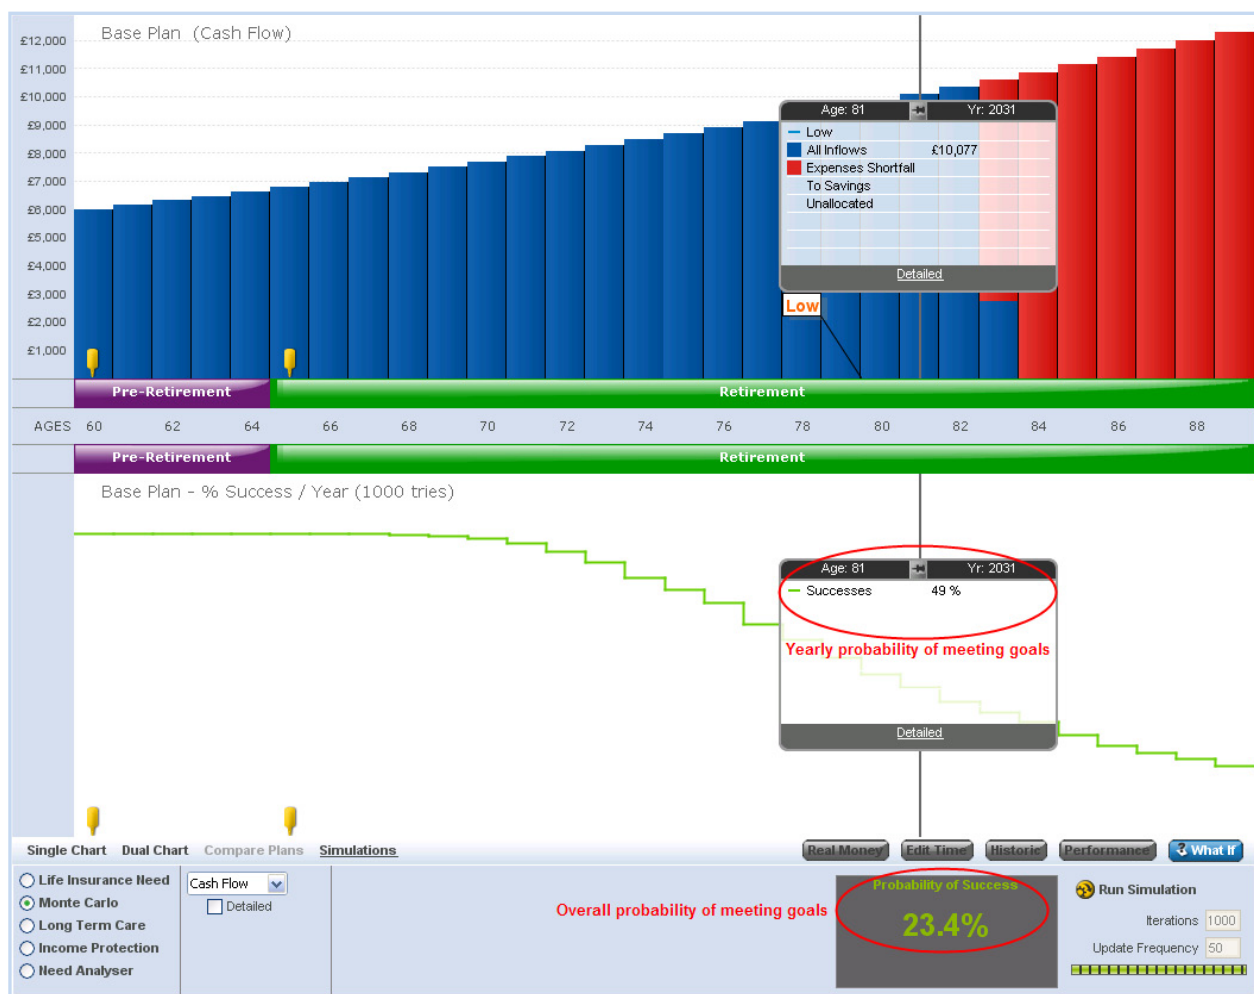 Base Plan (Cash Flow)
£12,000
£11,000
£10,000
£9,000
£8,000
£7,000
£6,000
£5,000
£4,000
£3,000
£2,000
£1,000
Age: 81 Yr: 2031
Low
All Inflows £10,077
Expenses Shortfall
To Savings
Unallocated
Detailed
Low
Pre-Retirement Retirement
AGES 60 62 64 66 68 70 72 74 76 78 80 82 84 86 88
Pre-Retirement Retirement
Base Plan - % Success / Year (1000 tries)
Age: 81 Yr: 2031
Successes 49 %
Yearly probability of meeting goals
Detailed
Single Chart Dual Chart Compare Plans Simulations Real Money Edit Time Historic Performance What If
Life Insurance Need
Monte Carlo
Long Term Care
Income Protection
Need Analyser
Cash Flow
Detailed
Overall probability of meeting goals
Probability of Success
23.4%
Run Simulation
Iterations 1000
Update Frequency 50